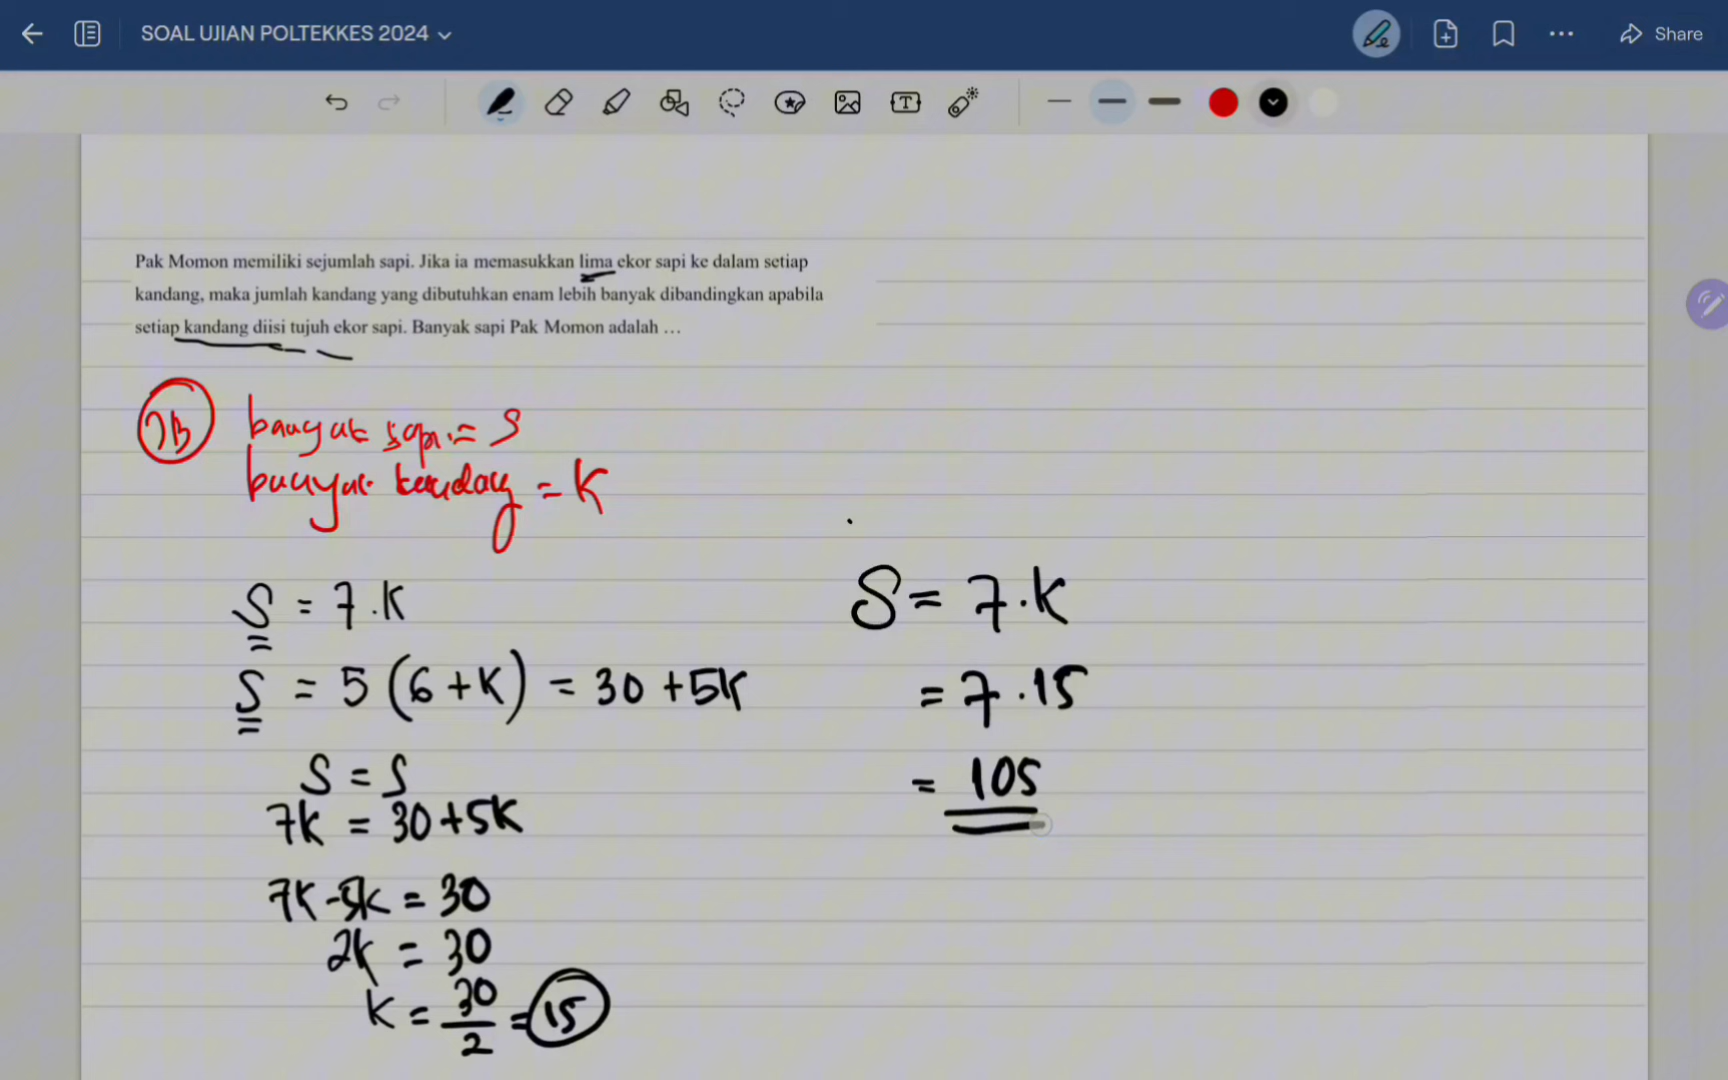 SOAL UJIAN POLTEKKES 2024
Share
Pak Momon memiliki sejumlah sapi. Jika ia memasukkan lima ekor sapi ke dalam setiap
kandang, maka jumlah kandang yang dibutuhkan enam lebih banyak dibandingkan apabila
setiap kandang diisi tujuh ekor sapi. Banyak sapi Pak Momon adalah …
banyak sapi = S
banyak kandang = K
S = 7.K
S = 5 (6 + K) = 30 + 5K
S = S
7K = 30 + 5K
7K - 5K = 30
2K = 30
K = 30/2 = 15
S = 7.K
= 7.15
= 105